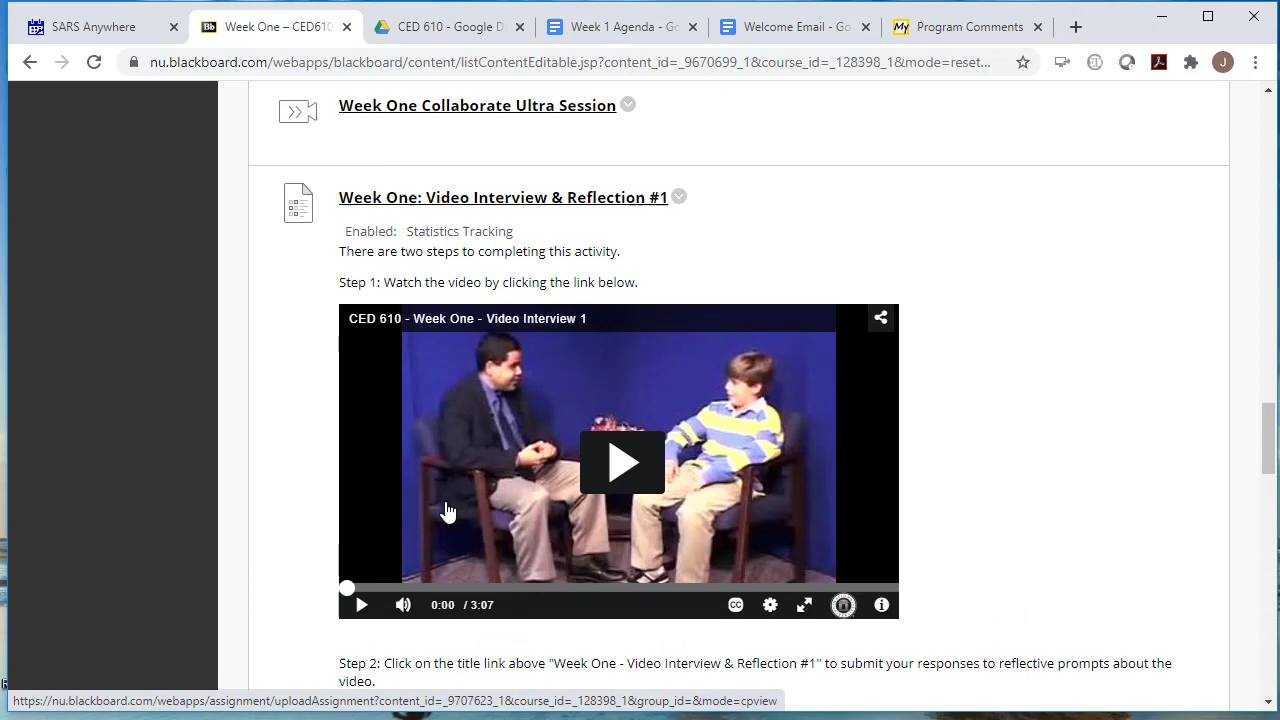 SARS Anywhere
Bb Week One – CED610
CED 610 - Google D
Week 1 Agenda - Go
Welcome Email - Go
My Program Comments
nu.blackboard.com/webapps/blackboard/content/listContentEditable.jsp?content_id=_9670699_1&course_id=_128398_1&mode=reset...
J
Week One Collaborate Ultra Session
Week One: Video Interview & Reflection #1
Enabled: Statistics Tracking
There are two steps to completing this activity.
Step 1: Watch the video by clicking the link below.
CED 610 - Week One - Video Interview 1
0:00 / 3:07
CC
Step 2: Click on the title link above "Week One - Video Interview & Reflection #1" to submit your responses to reflective prompts about the
video.
https://nu.blackboard.com/webapps/assignment/uploadAssignment?content_id=_9707623_1&course_id=_128398_1&group_id=&mode=cpview